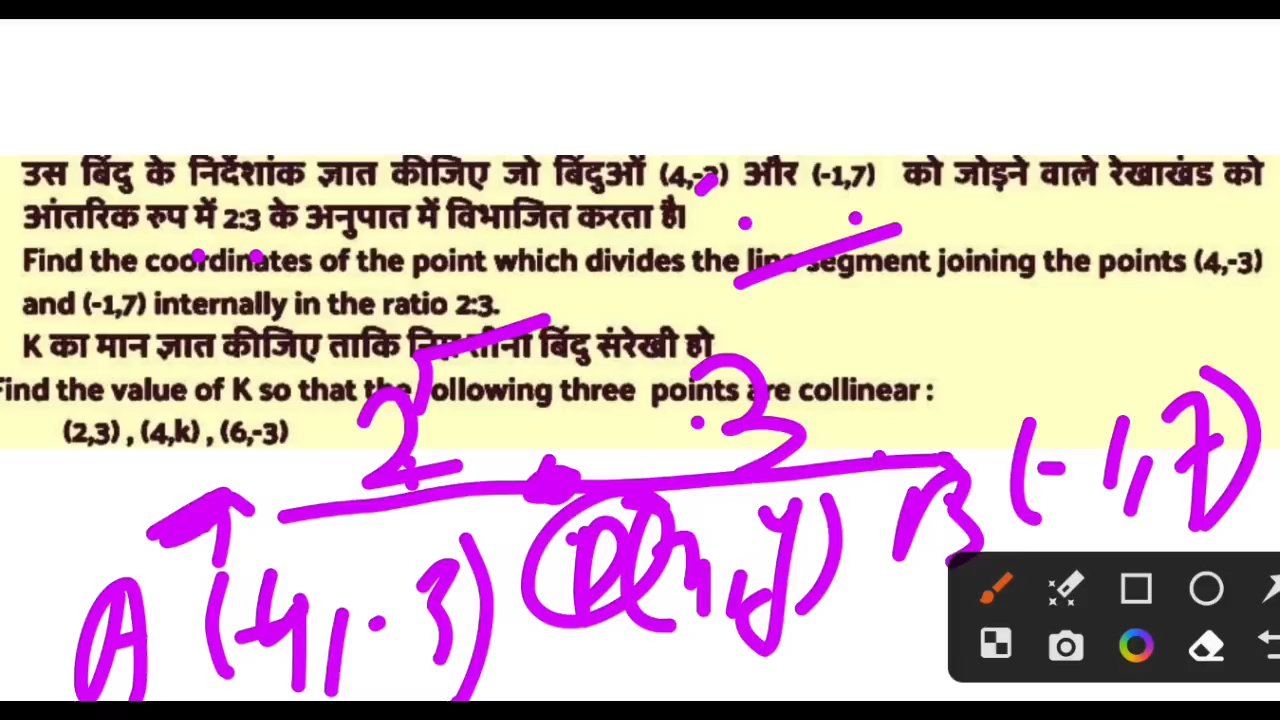 उस बिंदु के निर्देशांक ज्ञात कीजिए जो बिंदुओं (4,-3) और (-1,7) को जोड़ने वाले रेखाखंड को
आंतरिक रुप में 2:3 के अनुपात में विभाजित करता है।
Find the coordinates of the point which divides the line segment joining the points (4,-3)
and (-1,7) internally in the ratio 2:3.
K का मान ज्ञात कीजिए ताकि निम्न तीनों बिंदु संरेखी हो
Find the value of K so that the following three points are collinear :
(2,3) , (4,k) , (6,-3)
2 3
A (4, -3) P(x, y) B (-1, 7)